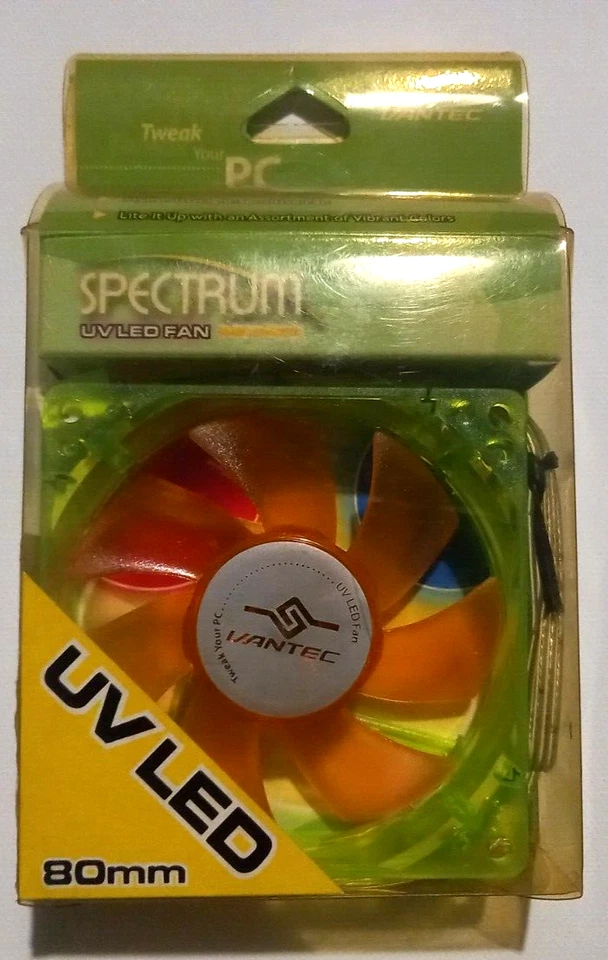 VANTEC
Tweak
Your
PC
Lite It Up with an Assortment of Vibrant Colors
SPECTRUM
UV LED FAN
UV LED Fan
VANTEC
Tweak Your PC
UV LED
80mm